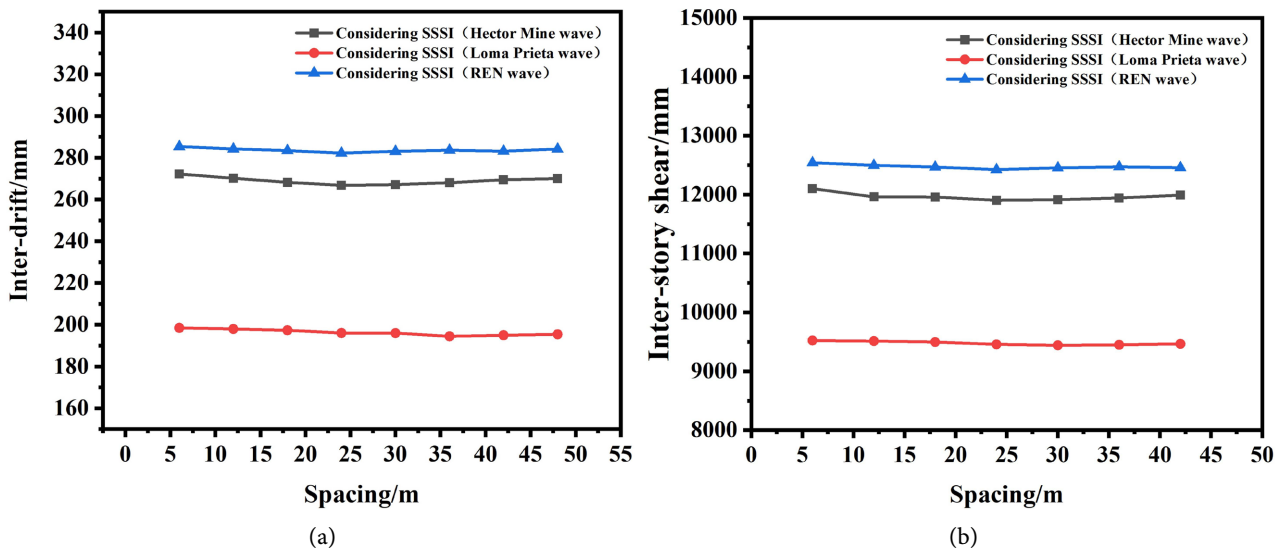 340
320
300
280
260
240
220
200
180
160
Inter-drift/mm
Considering SSSI（Hector Mine wave）
Considering SSSI（Loma Prieta wave）
Considering SSSI（REN wave）
0 5 10 15 20 25 30 35 40 45 50 55
Spacing/m
(a)
15000
14000
13000
12000
11000
10000
9000
8000
Inter-story shear/mm
Considering SSSI（Hector Mine wave）
Considering SSSI（Loma Prieta wave）
Considering SSSI（REN wave）
0 5 10 15 20 25 30 35 40 45 50
Spacing/m
(b)